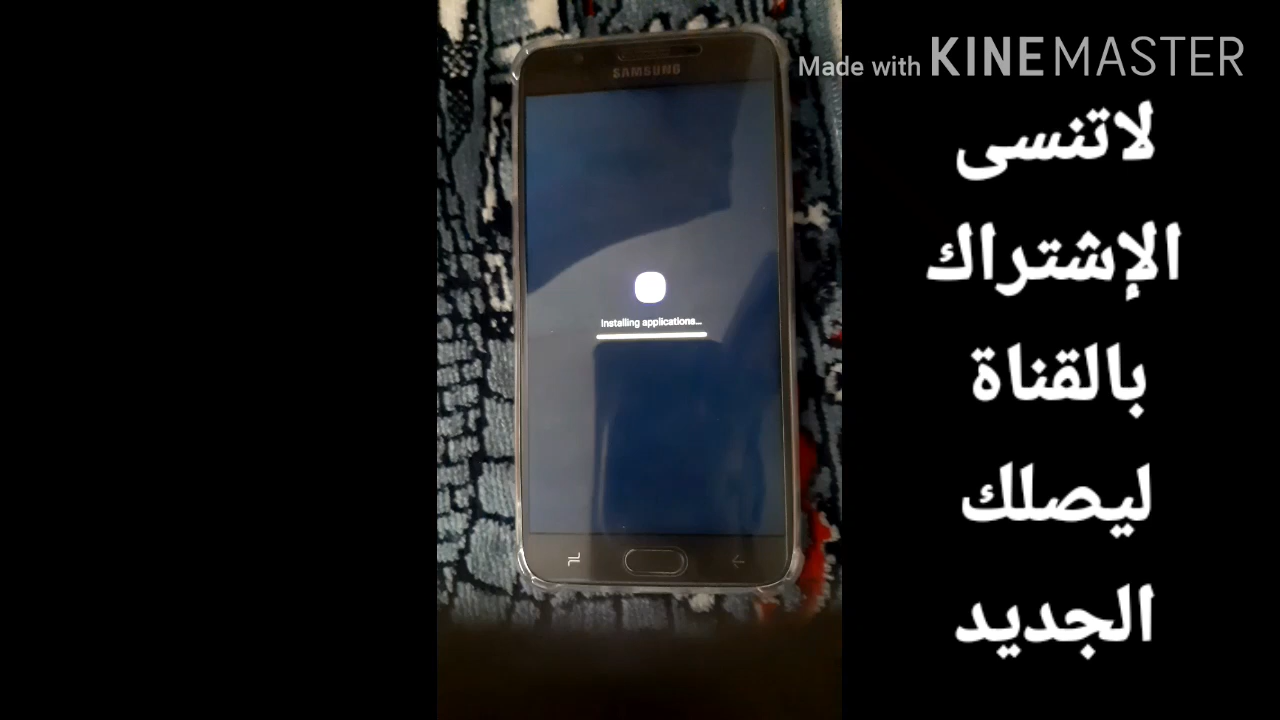 Made with KINEMASTER
SAMSUNG
Installing applications...
لاتنسى
الإشتراك
بالقناة
ليصلك
الجديد